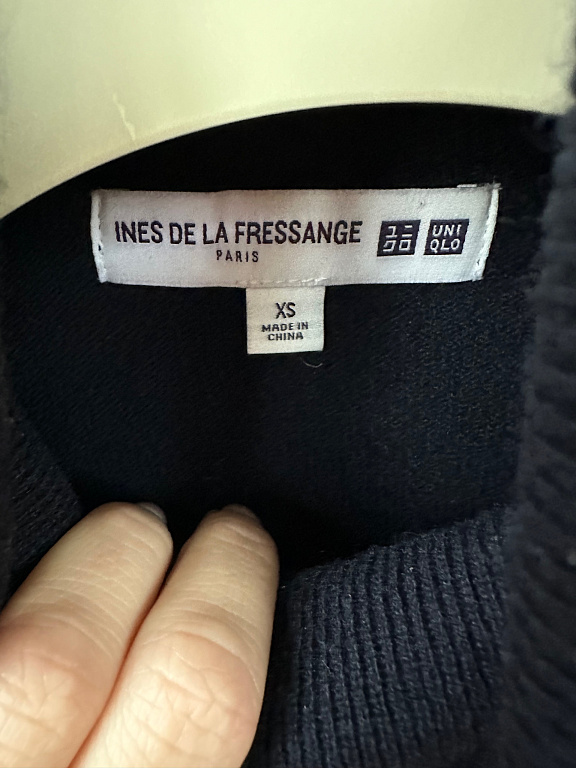 INES DE LA FRESSANGE
PARIS
ユニ
クロ
UNI
QLO
XS
MADE IN
CHINA